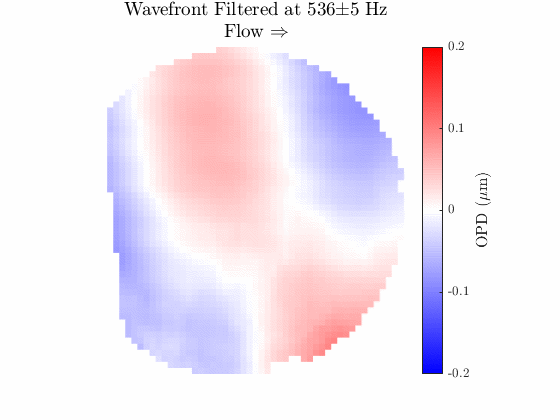 Wavefront Filtered at 536±5 Hz
Flow ⇒
0.2
0.1
0
-0.1
-0.2
OPD (μm)